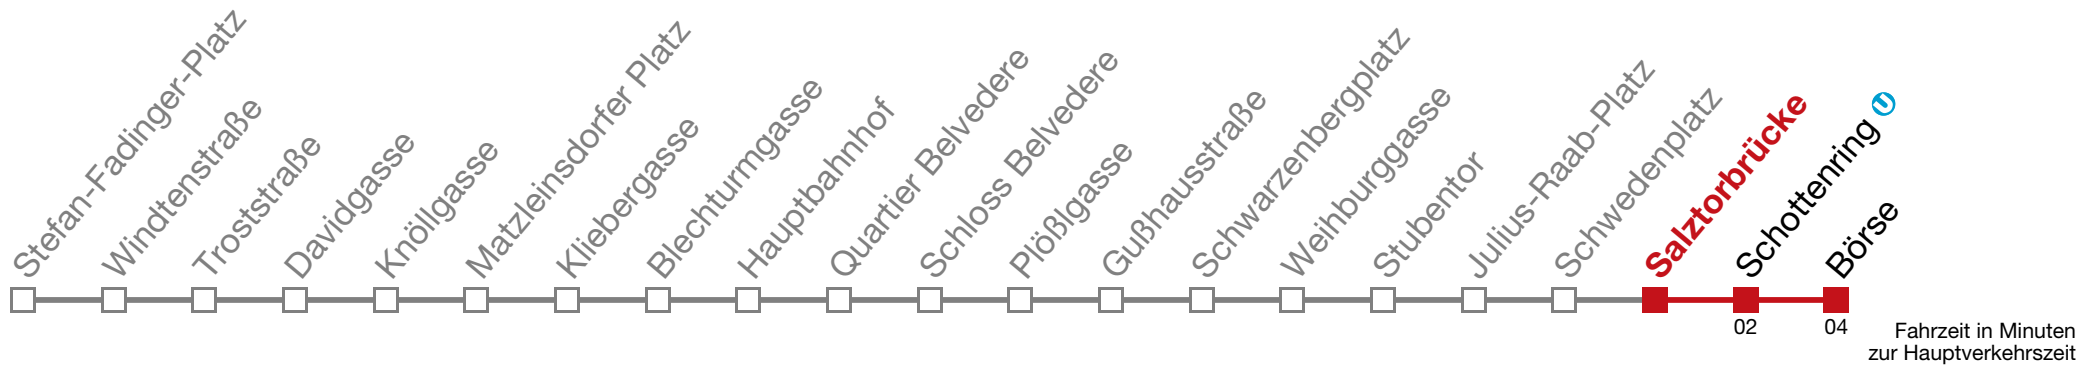 Stefan-Fadinger-Platz
Windtenstraße
Troststraße
Davidgasse
Knöllgasse
Matzleinsdorfer Platz
Kliebergasse
Blechturmgasse
Hauptbahnhof
Quartier Belvedere
Schloss Belvedere
Plößlgasse
Gußhausstraße
Schwarzenbergplatz
Weihburggasse
Stubentor
Julius-Raab-Platz
Schwedenplatz
Salztorbrücke
Schottenring U
Börse
02
04
Fahrzeit in Minuten
zur Hauptverkehrszeit